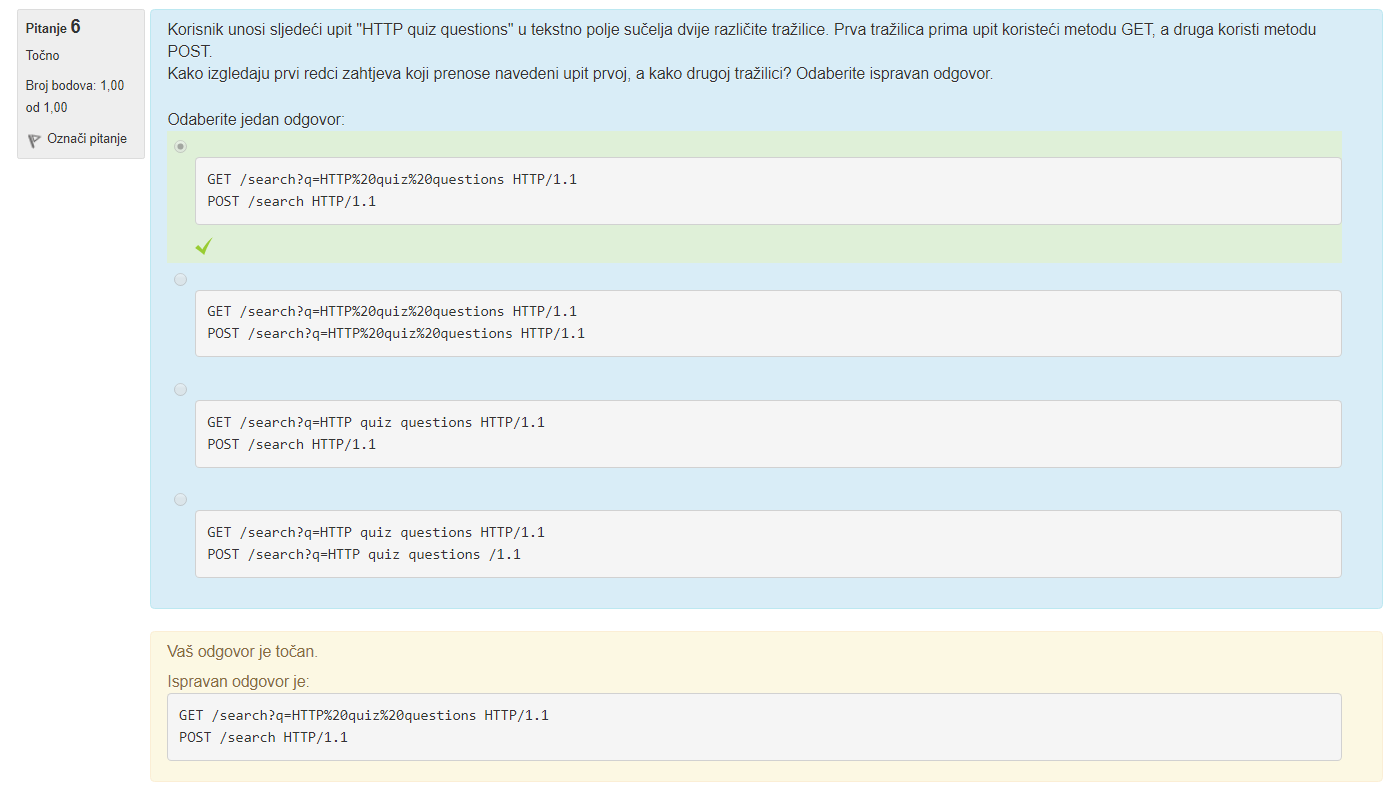 Pitanje 6
Točno
Broj bodova: 1,00
od 1,00
Označi pitanje
Korisnik unosi sljedeći upit "HTTP quiz questions" u tekstno polje sučelja dvije različite tražilice. Prva tražilica prima upit koristeći metodu GET, a druga koristi metodu
POST.
Kako izgledaju prvi redci zahtjeva koji prenose navedeni upit prvoj, a kako drugoj tražilici? Odaberite ispravan odgovor.
Odaberite jedan odgovor:
GET /search?q=HTTP%20quiz%20questions HTTP/1.1
POST /search HTTP/1.1
GET /search?q=HTTP%20quiz%20questions HTTP/1.1
POST /search?q=HTTP%20quiz%20questions HTTP/1.1
GET /search?q=HTTP quiz questions HTTP/1.1
POST /search HTTP/1.1
GET /search?q=HTTP quiz questions HTTP/1.1
POST /search?q=HTTP quiz questions /1.1
Vaš odgovor je točan.
Ispravan odgovor je:
GET /search?q=HTTP%20quiz%20questions HTTP/1.1
POST /search HTTP/1.1